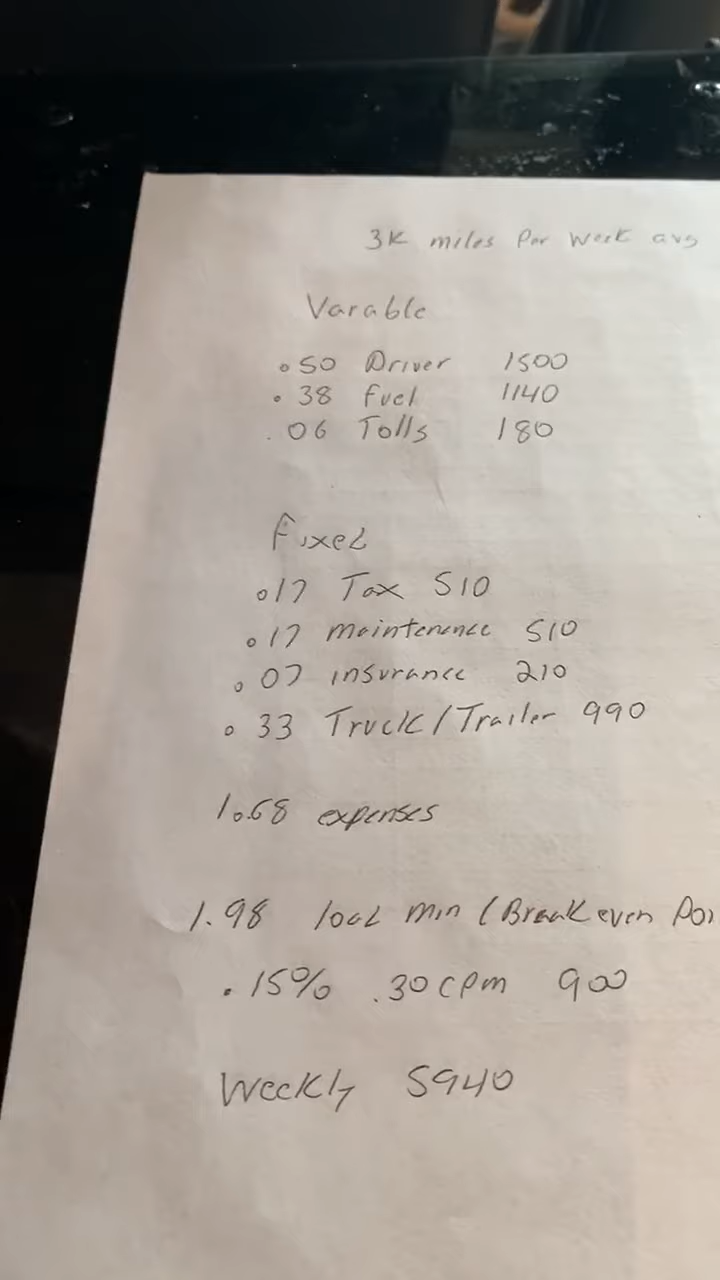 3K miles Per Week avg
Varable
.50 Driver 1500
.38 fuel 1140
.06 Tolls 180
Fixed
.17 Tax 510
.17 maintenence 510
.07 insurance 210
.33 Truck/Trailer 990
1.68 expenses
1.98 load min (Break even Poi
.15% .30 cpm 900
Weekly 5940